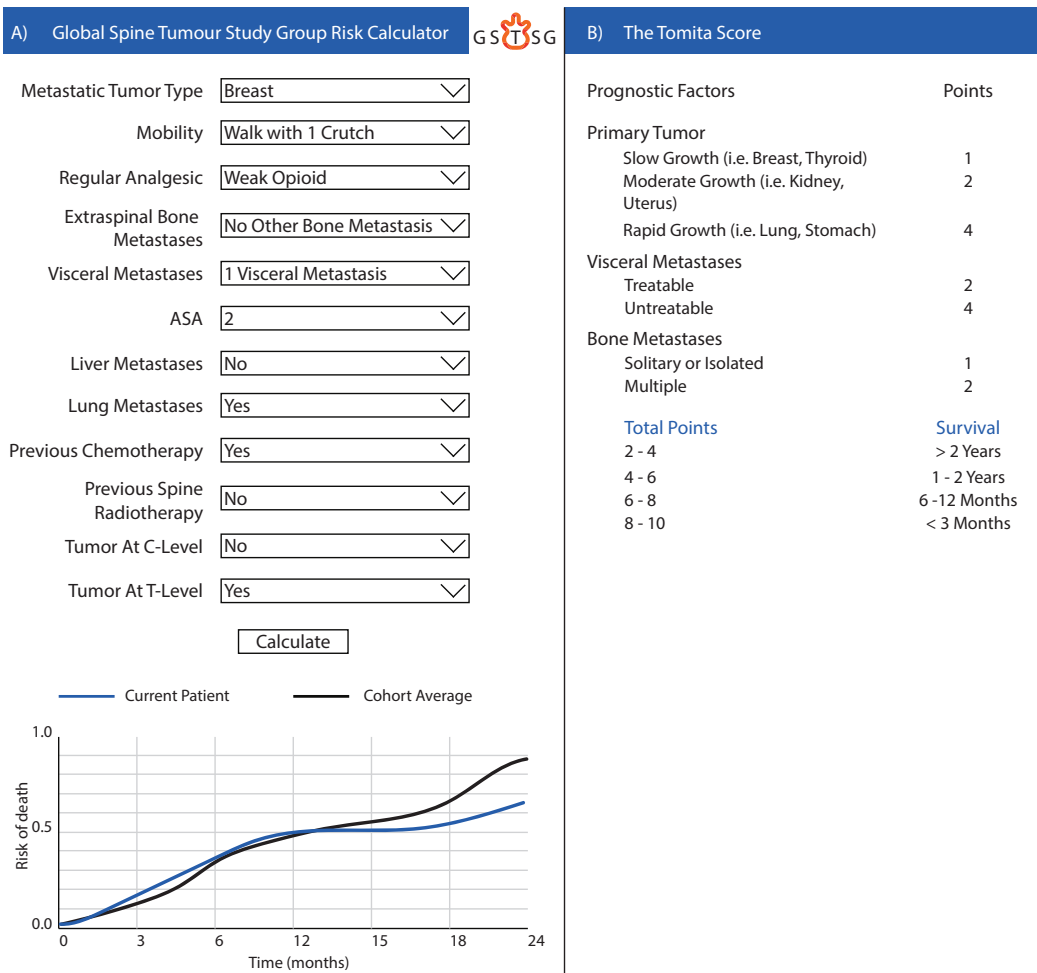 A) Global Spine Tumour Study Group Risk Calculator
GSTSG
Metastatic Tumor Type Breast
Mobility Walk with 1 Crutch
Regular Analgesic Weak Opioid
Extraspinal Bone
Metastases No Other Bone Metastasis
Visceral Metastases 1 Visceral Metastasis
ASA 2
Liver Metastases No
Lung Metastases Yes
Previous Chemotherapy Yes
Previous Spine
Radiotherapy No
Tumor At C-Level No
Tumor At T-Level Yes
Calculate
Current Patient Cohort Average
1.0
0.5
0.0
Risk of death
0 3 6 12 15 18 24
Time (months)
B) The Tomita Score
Prognostic Factors Points
Primary Tumor
Slow Growth (i.e. Breast, Thyroid) 1
Moderate Growth (i.e. Kidney, 2
Uterus)
Rapid Growth (i.e. Lung, Stomach) 4
Visceral Metastases
Treatable 2
Untreatable 4
Bone Metastases
Solitary or Isolated 1
Multiple 2
Total Points Survival
2 - 4 > 2 Years
4 - 6 1 - 2 Years
6 - 8 6 -12 Months
8 - 10 < 3 Months